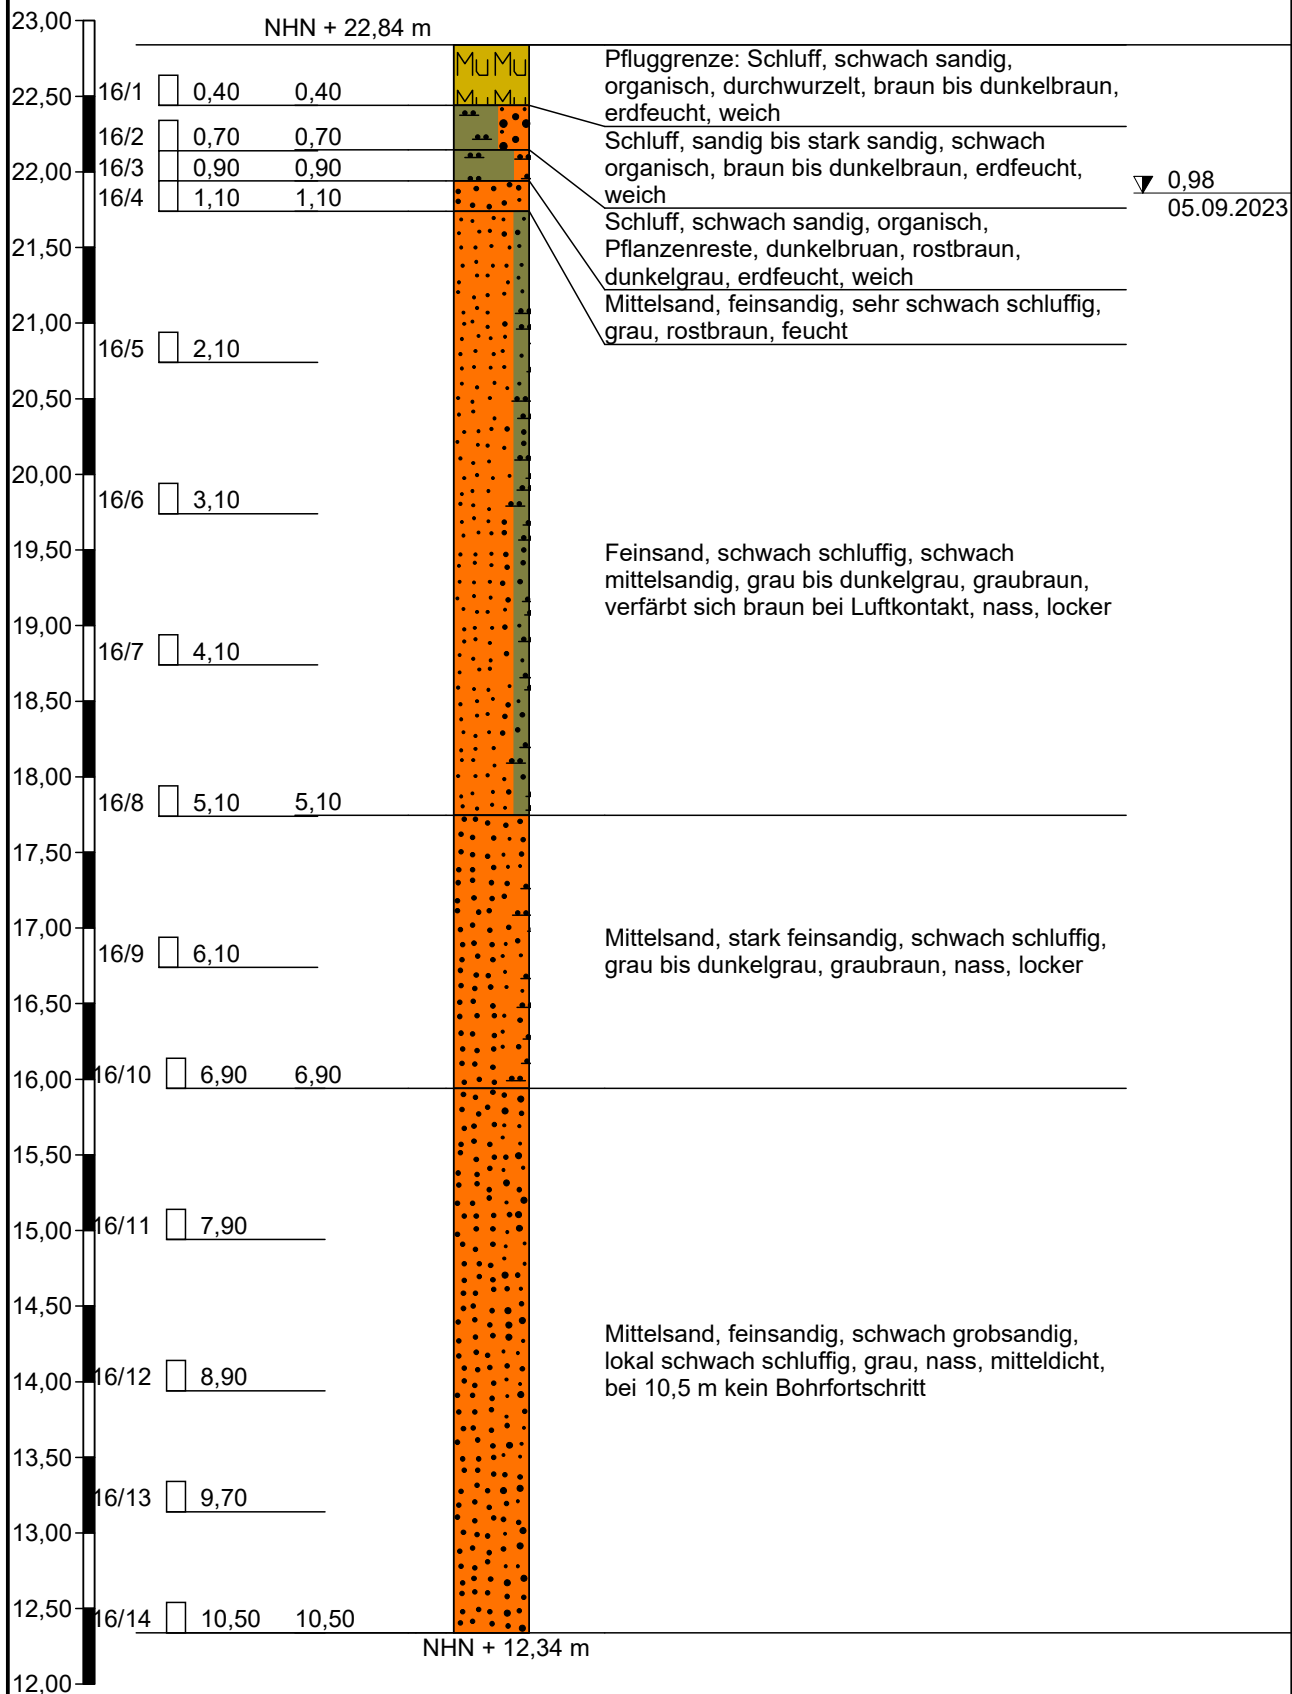 23,00
NHN + 22,84 m
Mu Mu
Mu Mu
Pfluggrenze: Schluff, schwach sandig,
organisch, durchwurzelt, braun bis dunkelbraun,
erdfeucht, weich
22,50
16/1 0,40 0,40
16/2 0,70 0,70
Schluff, sandig bis stark sandig, schwach
organisch, braun bis dunkelbraun, erdfeucht,
weich
22,00
16/3 0,90 0,90
16/4 1,10 1,10
0,98
05.09.2023
Schluff, schwach sandig, organisch,
Pflanzenreste, dunkelbruan, rostbraun,
dunkelgrau, erdfeucht, weich
21,50
Mittelsand, feinsandig, sehr schwach schluffig,
grau, rostbraun, feucht
21,00
16/5 2,10
20,50
20,00
16/6 3,10
19,50
Feinsand, schwach schluffig, schwach
mittelsandig, grau bis dunkelgrau, graubraun,
verfärbt sich braun bei Luftkontakt, nass, locker
19,00
16/7 4,10
18,50
18,00
16/8 5,10 5,10
17,50
17,00
Mittelsand, stark feinsandig, schwach schluffig,
grau bis dunkelgrau, graubraun, nass, locker
16/9 6,10
16,50
16,00
16/10 6,90 6,90
15,50
15,00
16/11 7,90
14,50
Mittelsand, feinsandig, schwach grobsandig,
lokal schwach schluffig, grau, nass, mitteldicht,
bei 10,5 m kein Bohrfortschritt
14,00
16/12 8,90
13,50
16/13 9,70
13,00
12,50
16/14 10,50 10,50
NHN + 12,34 m
12,00